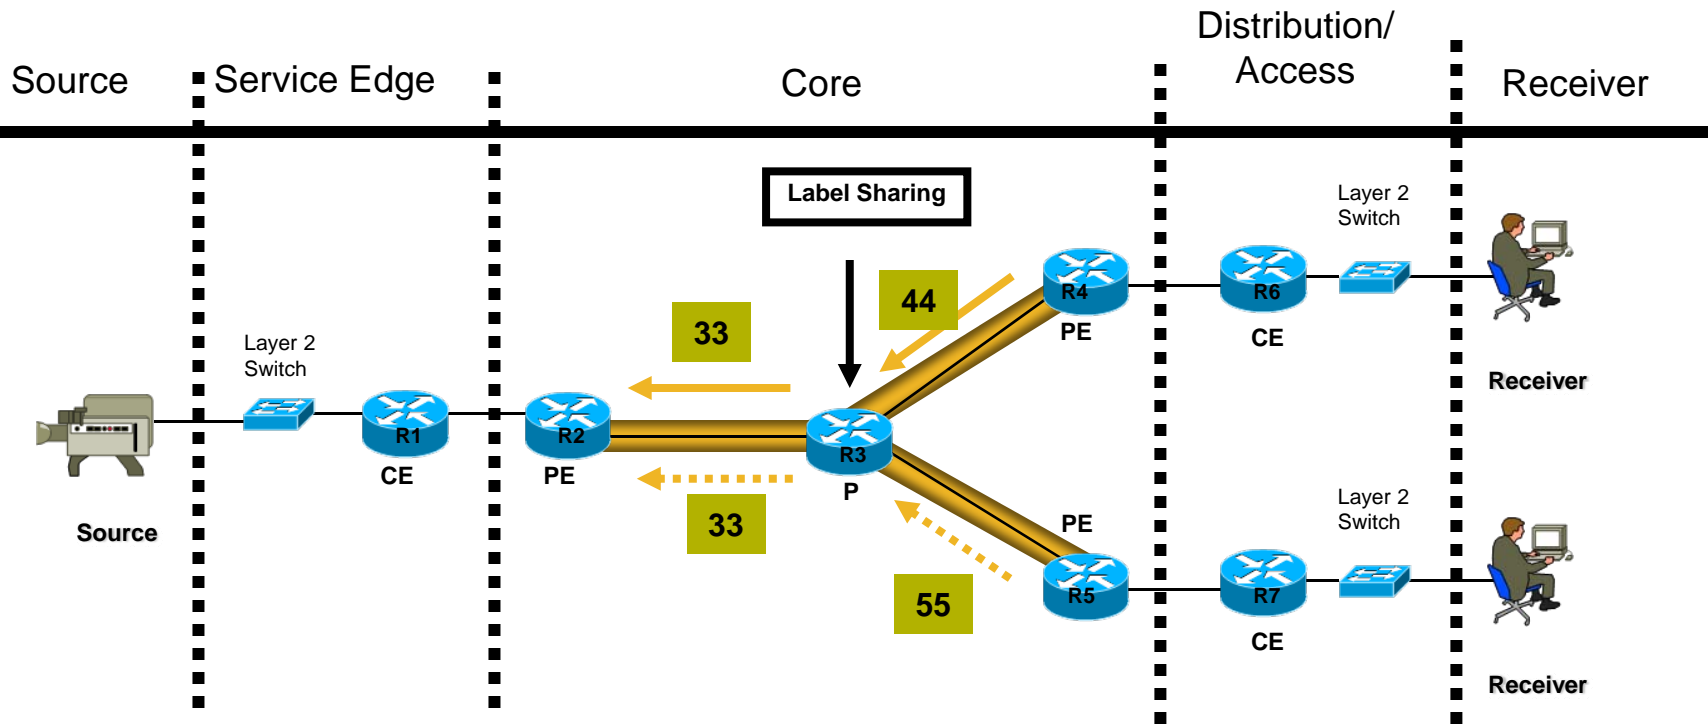 Distribution/
Access
Source
Service Edge
Core
Receiver
Label Sharing
Layer 2
Switch
44
R4
PE
R6
CE
33
Layer 2
Switch
Receiver
R1
CE
R2
PE
R3
P
Source
33
PE
Layer 2
Switch
55
R5
R7
CE
Receiver